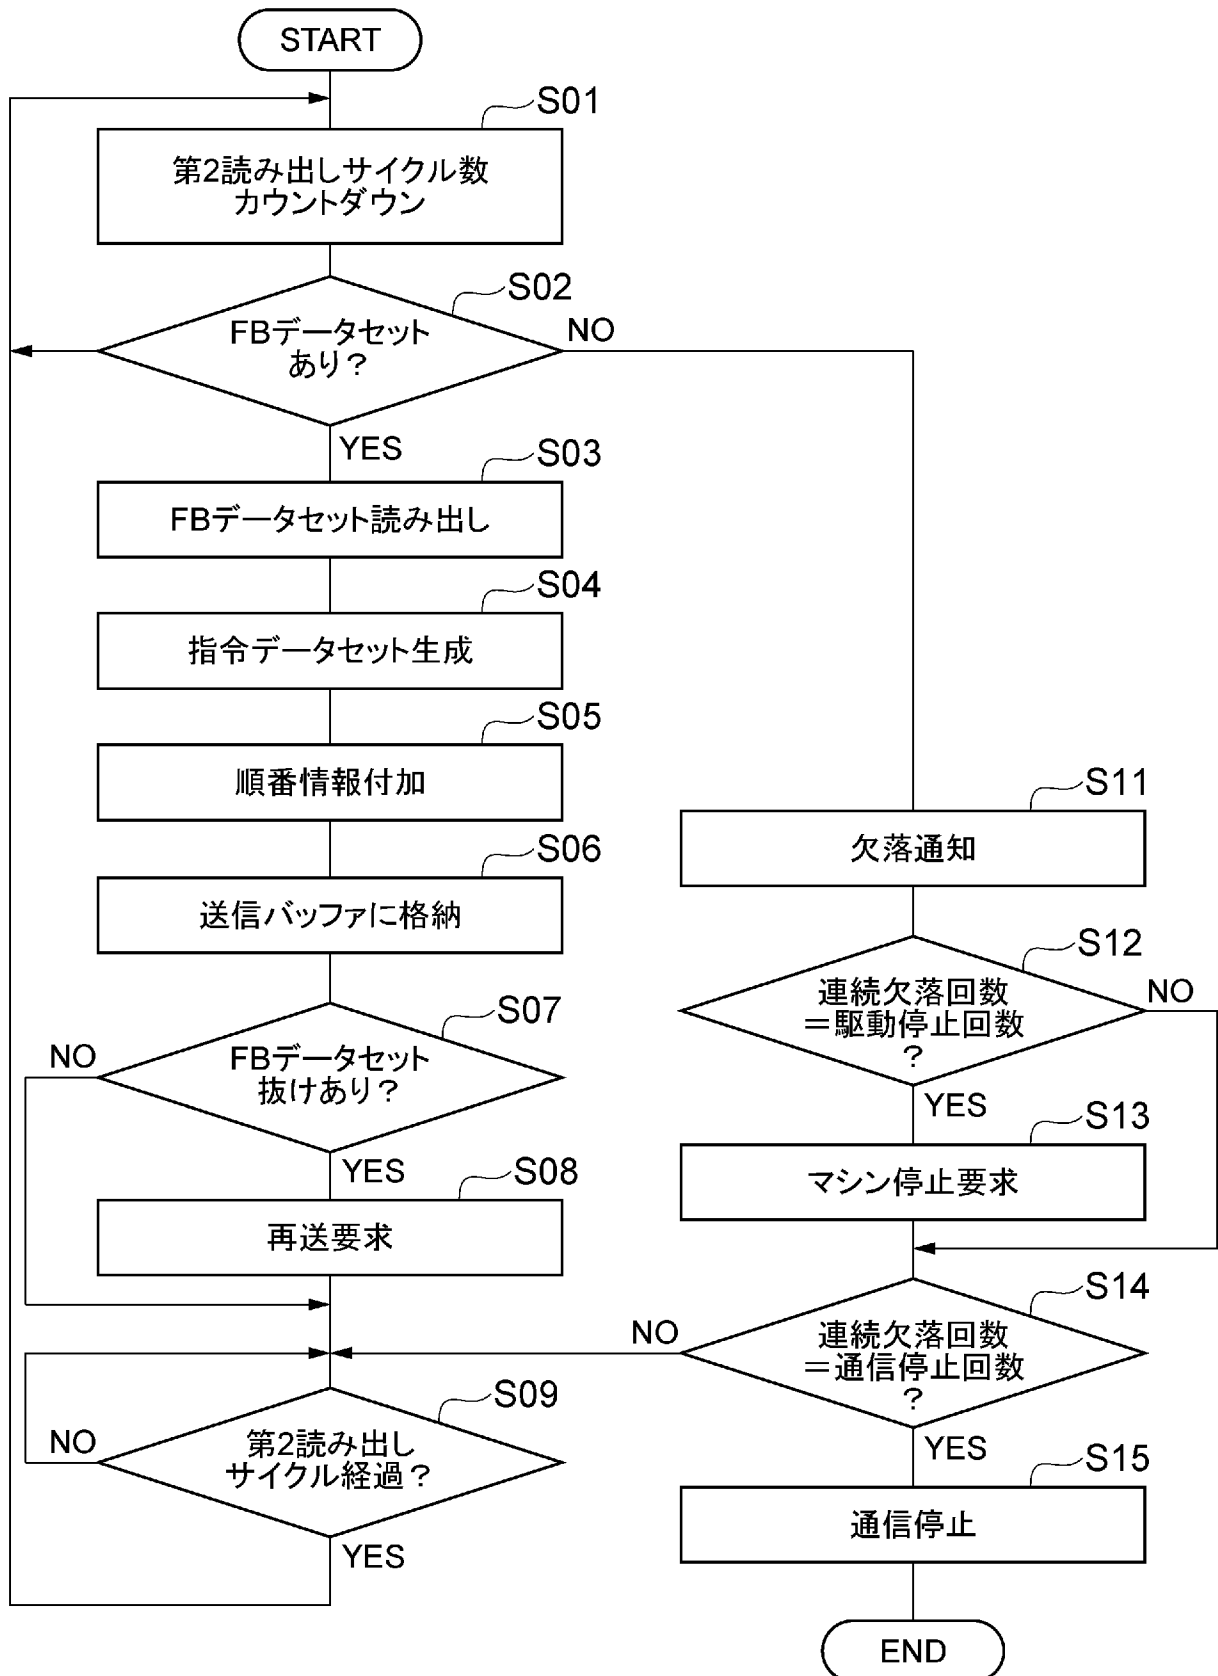 START
S01
第2読み出しサイクル数
カウントダウン
S02
FBデータセット
あり？
NO
YES
S03
FBデータセット読み出し
S04
指令データセット生成
S05
順番情報付加
S06
送信バッファに格納
S07
FBデータセット
抜けあり？
NO
YES
S08
再送要求
S09
第2読み出し
サイクル経過？
NO
YES
S11
欠落通知
S12
連続欠落回数
＝駆動停止回数
？
NO
YES
S13
マシン停止要求
S14
連続欠落回数
＝通信停止回数
？
NO
YES
S15
通信停止
END